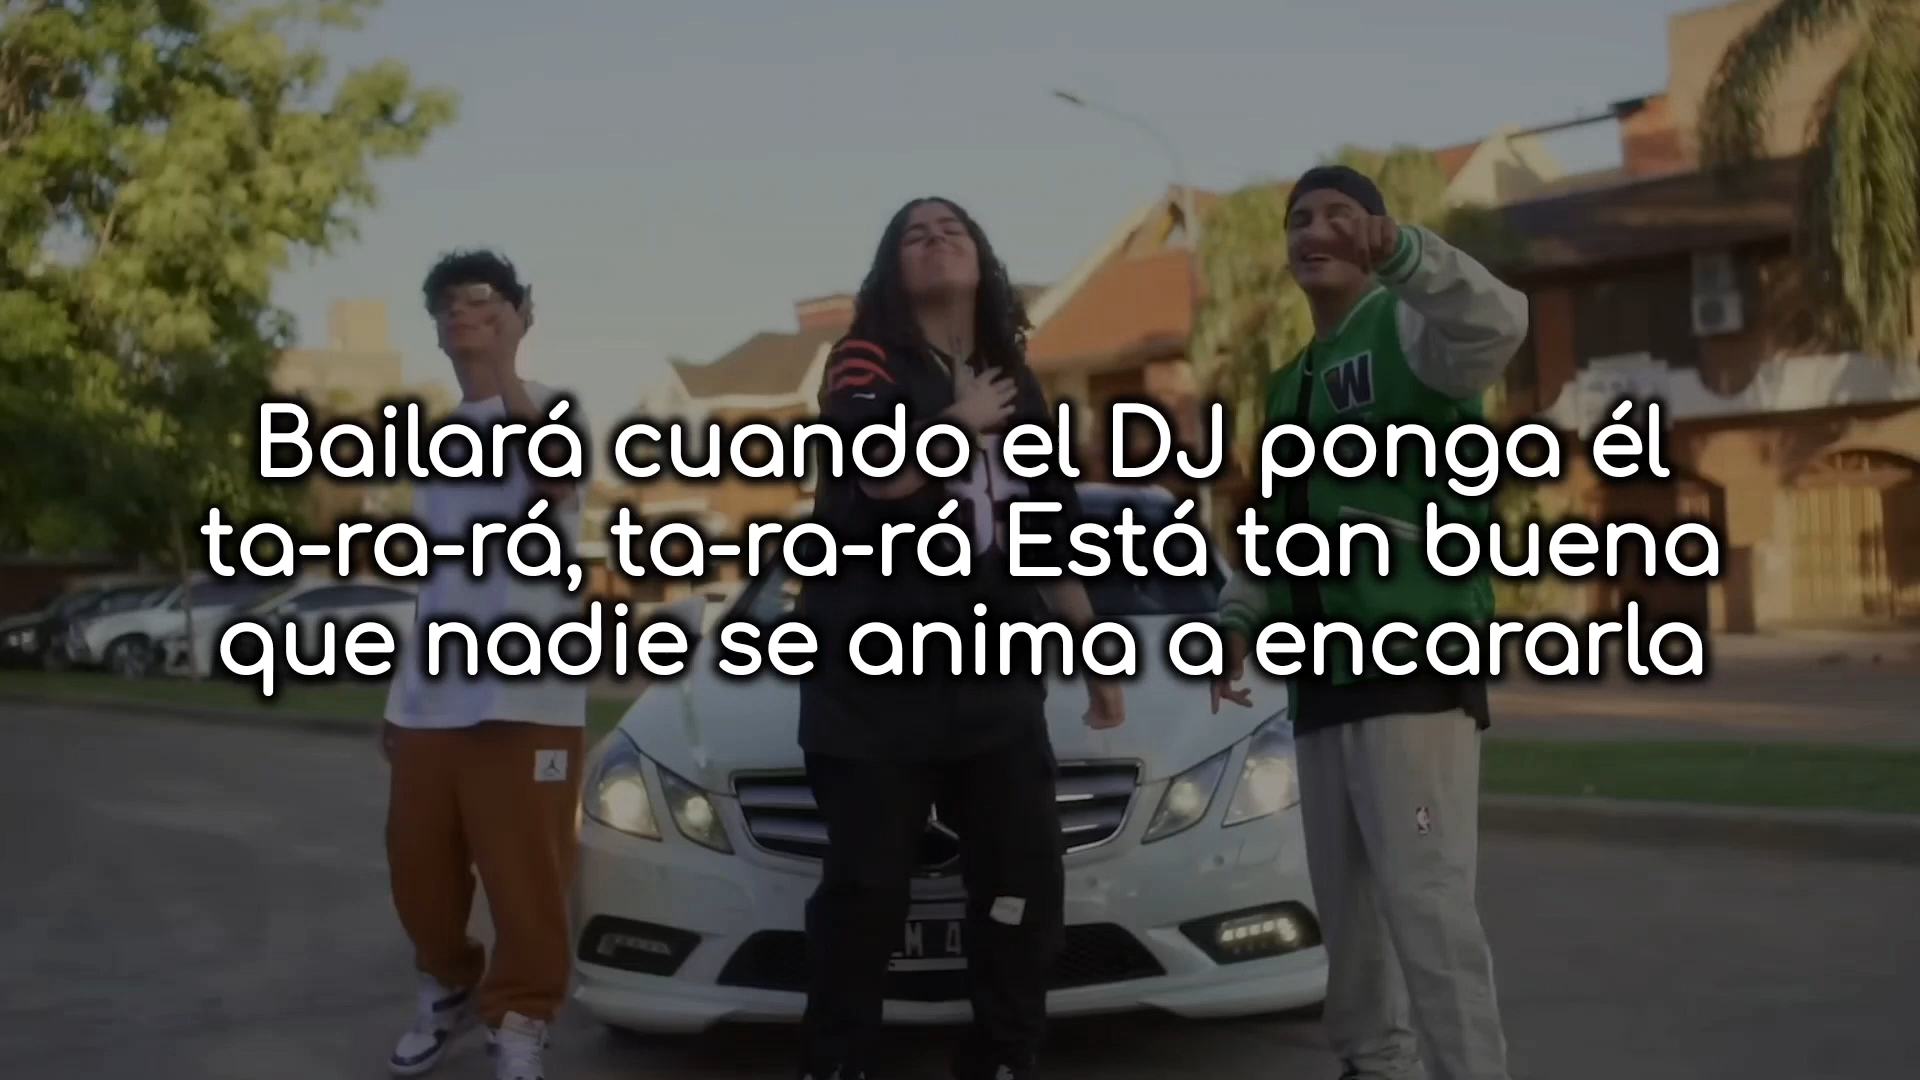 Bailará cuando el DJ ponga él
ta-ra-rá, ta-ra-rá Está tan buena
que nadie se anima a encararla
W